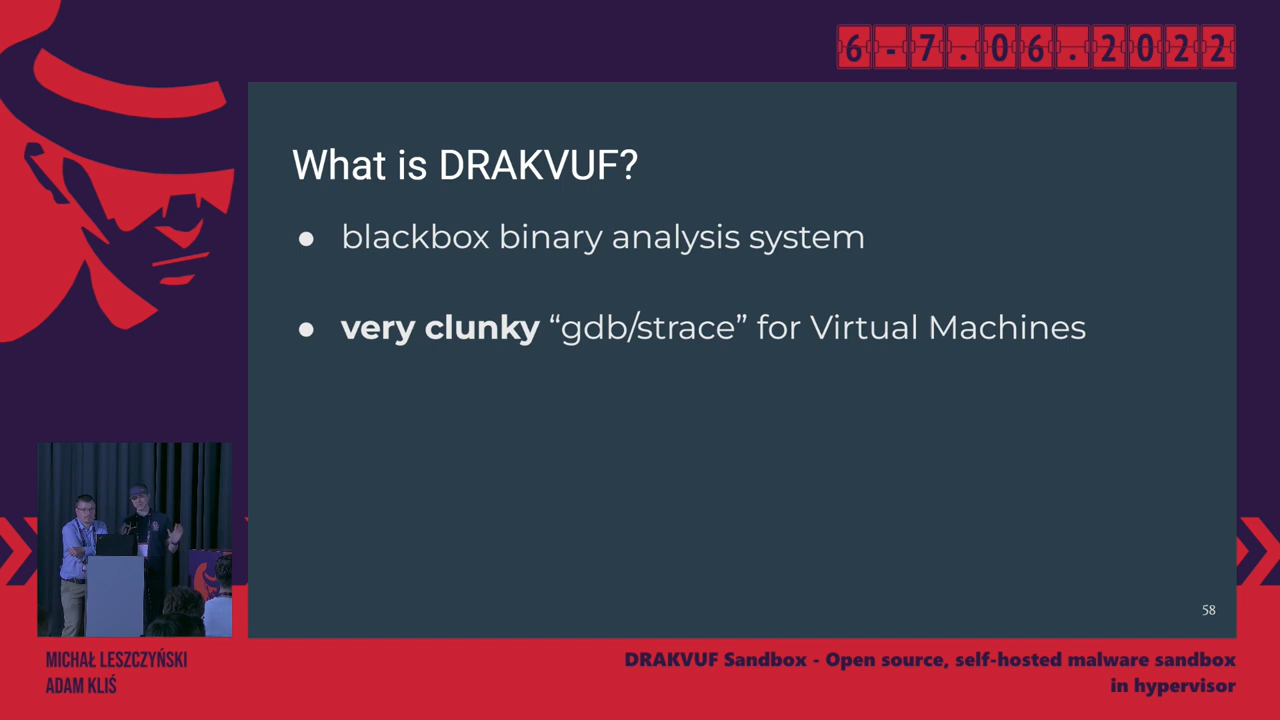 6-7.06.2022
What is DRAKVUF?
● blackbox binary analysis system
● very clunky “gdb/strace” for Virtual Machines
58
MICHAŁ LESZCZYŃSKI
ADAM KLIŚ
DRAKVUF Sandbox - Open source, self-hosted malware sandbox
in hypervisor